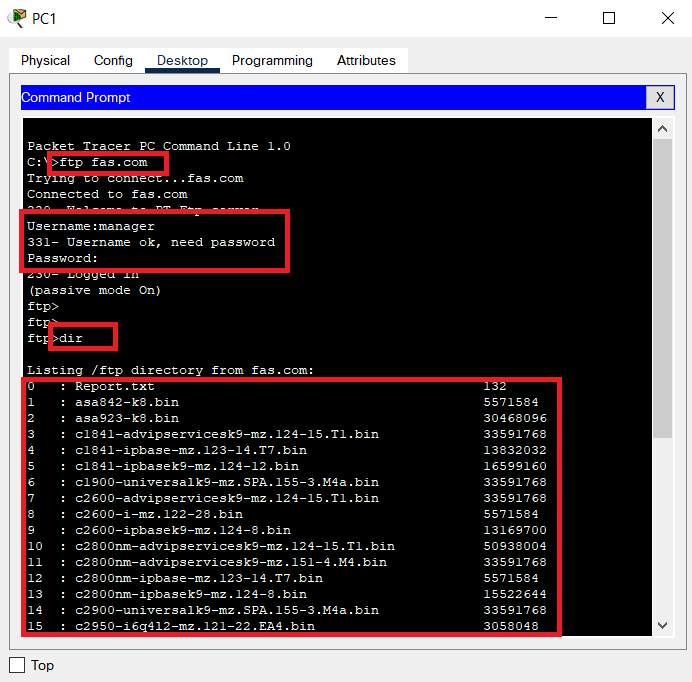 PC1
Physical Config Desktop Programming Attributes
Command Prompt X
Packet Tracer PC Command Line 1.0
C:\>ftp fas.com
Trying to connect...fas.com
Connected to fas.com
220- Welcome to PT Ftp server
Username:manager
331- Username ok, need password
Password:
230- Logged in
(passive mode On)
ftp>
ftp>
ftp>dir
Listing /ftp directory from fas.com:
0 : Report.txt 132
1 : asa842-k8.bin 5571584
2 : asa923-k8.bin 30468096
3 : c1841-advipservicesk9-mz.124-15.T1.bin 33591768
4 : c1841-ipbase-mz.123-14.T7.bin 13832032
5 : c1841-ipbasek9-mz.124-12.bin 16599160
6 : c1900-universalk9-mz.SPA.155-3.M4a.bin 33591768
7 : c2600-advipservicesk9-mz.124-15.T1.bin 33591768
8 : c2600-i-mz.122-28.bin 5571584
9 : c2600-ipbasek9-mz.124-8.bin 13169700
10 : c2800nm-advipservicesk9-mz.124-15.T1.bin 50938004
11 : c2800nm-advipservicesk9-mz.151-4.M4.bin 33591768
12 : c2800nm-ipbase-mz.123-14.T7.bin 5571584
13 : c2800nm-ipbasek9-mz.124-8.bin 15522644
14 : c2900-universalk9-mz.SPA.155-3.M4a.bin 33591768
15 : c2950-i6q4l2-mz.121-22.EA4.bin 3058048
Top